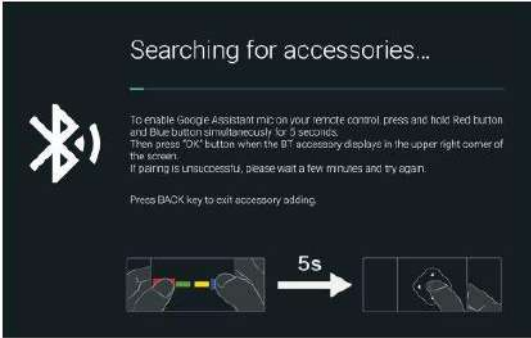 Searching for accessories...
To enable Google Assistant mic on your remote control, press and hold Red button
and Blue button simultaneously for 5 seconds.
Then press "OK" button when the BT accessory displays in the upper right corner of
the screen.
If pairing is unsuccessful, please wait a few minutes and try again.
Press BACK key to exit accessory adding.
5s